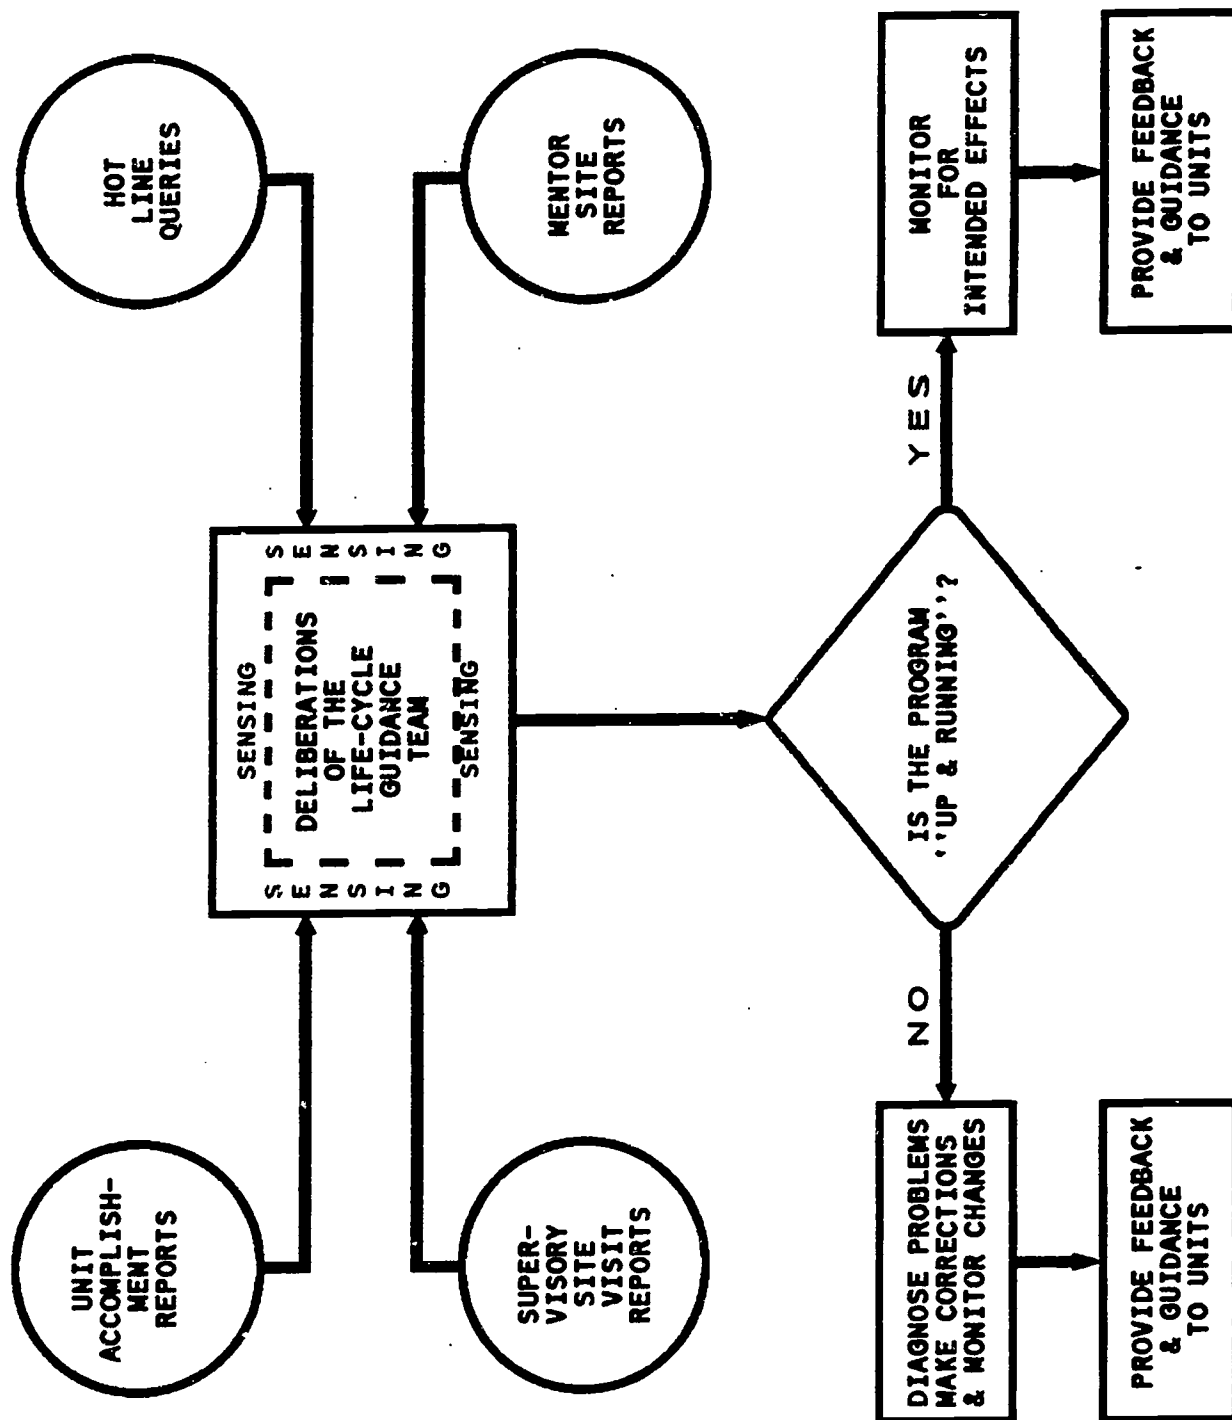 UNIT
ACCOMPLISH-
MENT
REPORTS
HOT
LINE
QUERIES
SUPER-
VISORY
SITE
VISIT
REPORTS
MENTOR
SITE
REPORTS
SENSING
SENSING
DELIBERATIONS
OF THE
LIFE-CYCLE
GUIDANCE
TEAM
SENSING
SENSING
IS THE PROGRAM
''UP & RUNNING''?
NO
YES
DIAGNOSE PROBLEMS
MAKE CORRECTIONS
& MONITOR CHANGES
MONITOR
FOR
INTENDED EFFECTS
PROVIDE FEEDBACK
& GUIDANCE
TO UNITS
PROVIDE FEEDBACK
& GUIDANCE
TO UNITS